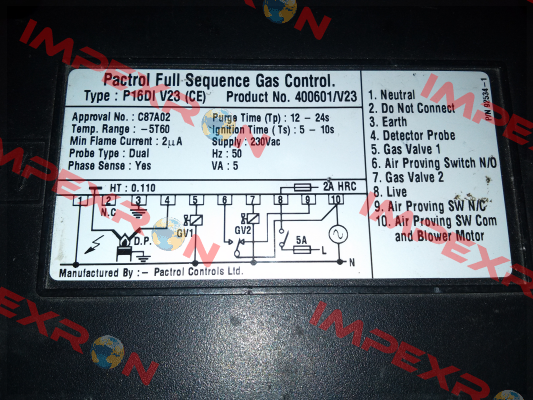 Pactrol Full Sequence Gas Control.
Type : P16DI V23 (CE) Product No. 400601/V23
Approval No. : C87A02 Purge Time (Tp) : 12 – 24s
Temp. Range : –5T60 Ignition Time ( Ts) : 5 – 10s
Min Flame Current : 2µA Supply : 230Vac
Probe Type : Dual Hz : 50
Phase Sense : Yes VA : 5
HT : 0.110 2A HRC
1 2 3 4 5 6 7 8 9 10
N.C
D.P.
GV1
GV2
5A
L
N
Manufactured By :– Pactrol Controls Ltd.
1. Neutral
2. Do Not Connect
3. Earth
4. Detector Probe
5. Gas Valve 1
6. Air Proving Switch N/O
7. Gas Valve 2
8. Live
9. Air Proving SW N/C
10. Air Proving SW Com
and Blower Motor
P/N 92534–1
IMPEXRON
IMPEXRON
IMPEXRON
IMPEXRON
IMPEXRON